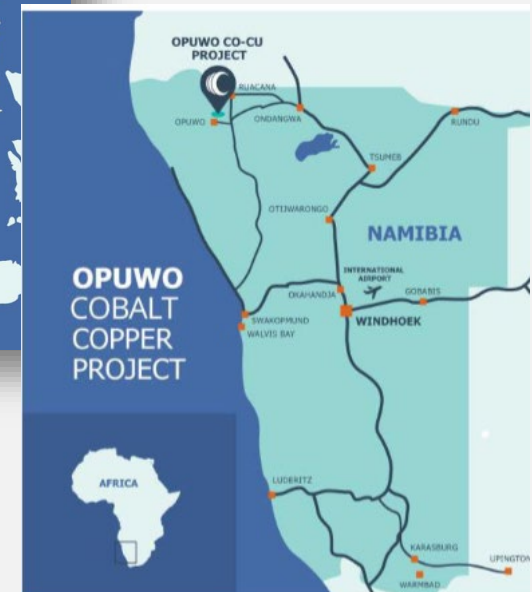 OPUWO CO-CU
PROJECT
RUACANA
OPUWO
ONDANGWA
RUNDU
TSUMEB
OTJIWARONGO
NAMIBIA
INTERNATIONAL
AIRPORT
OKAHANDJA
GOBABIS
OPUWO
COBALT
COPPER
PROJECT
SWAKOPMUND
WALVIS BAY
WINDHOEK
AFRICA
LUDERITZ
KARASBURG
UPINGTON
WARMBAD